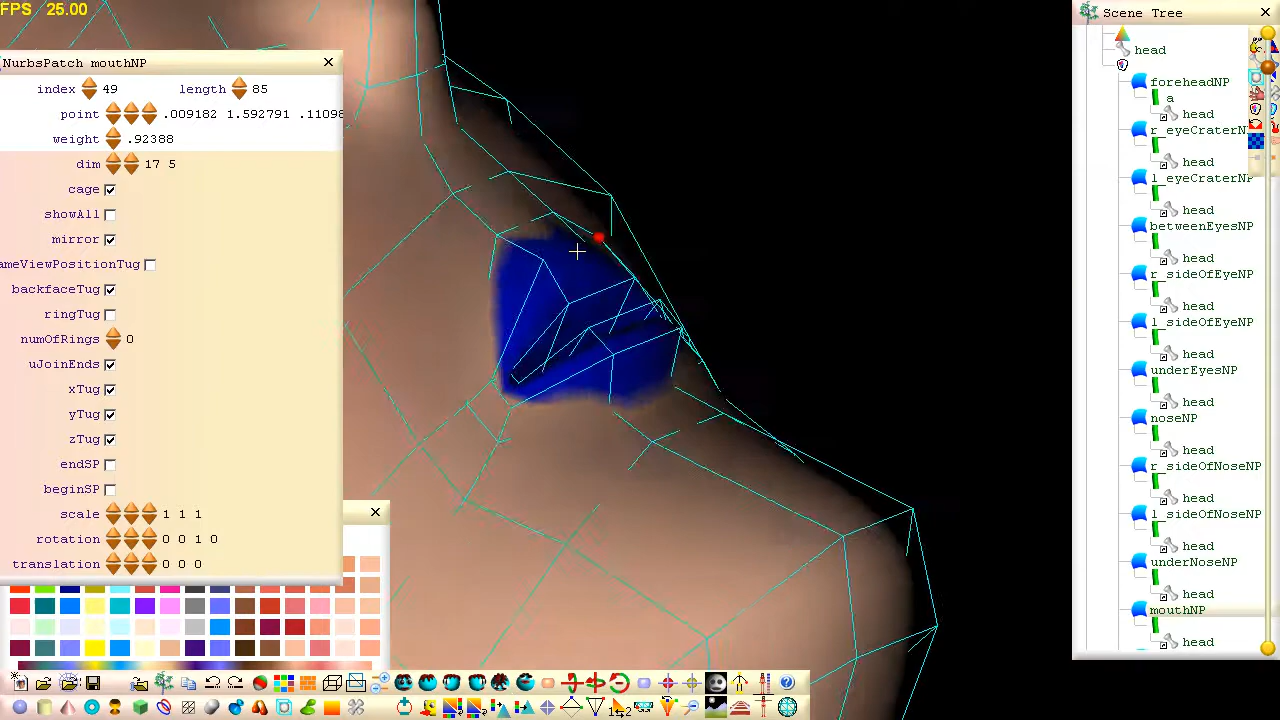 FPS 25.00
NurbsPatch mouthNP
index 49 length 85
point .009182 1.592791 .11098
weight .92388
dim 17 5
cage
showAll
mirror
ameViewPositionTug
backfaceTug
ringTug
numOfRings 0
uJoinEnds
xTug
yTug
zTug
endSP
beginSP
scale 1 1 1
rotation 0 0 1 0
translation 0 0 0
Scene Tree
head
foreheadNP
a
head
r_eyeCraterNP
head
l_eyeCraterNP
head
betweenEyesNP
head
r_sideOfEyeNP
head
l_sideOfEyeNP
head
underEyesNP
head
noseNP
head
r_sideOfNoseNP
head
l_sideOfNoseNP
head
underNoseNP
head
mouthNP
head